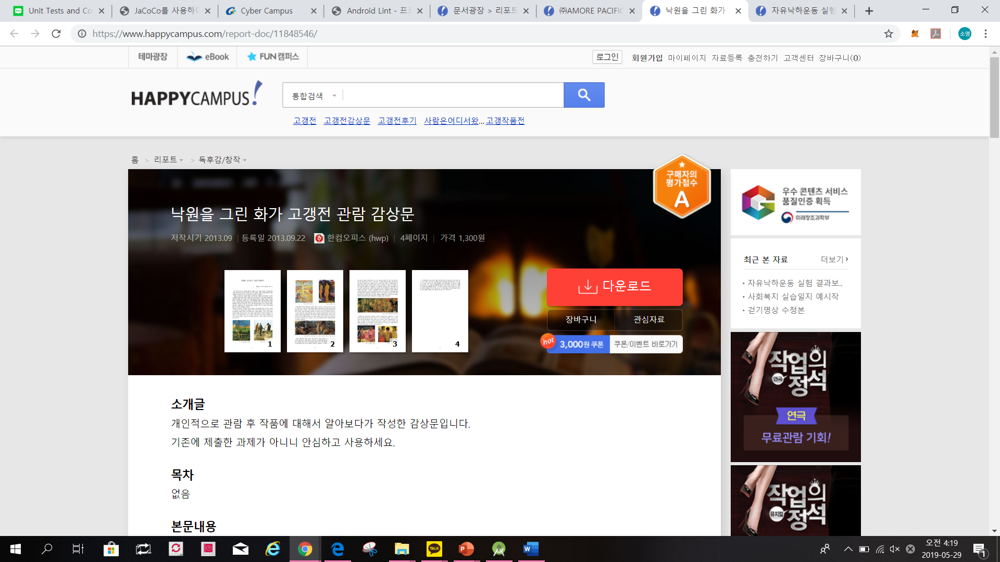 Unit Tests and Co
JaCoCo를 사용하여
Cyber Campus
Android Lint - 프로
문서광장 > 리포트
㈜AMORE PACIFIC
낙원을 그린 화가
자유낙하운동 실험
https://www.happycampus.com/report-doc/11848546/
소영
테마광장
eBook
FUN캠퍼스
로그인
회원가입 마이페이지 자료등록 충전하기 고객센터 장바구니(0)
HAPPYCAMPUS!
통합검색
고갱전 고갱전감상문 고갱전후기 사람은어디서왔... 고갱작품전
홈 > 리포트 > 독후감/창작
구매자의
평가점수
A
낙원을 그린 화가 고갱전 관람 감상문
저작시기 2013.09 | 등록일 2013.09.22 한컴오피스 (hwp) | 4페이지 | 가격 1,300원
1 2 3 4
다운로드
장바구니 관심자료
hot 3,000원 쿠폰 쿠폰/이벤트 바로가기
소개글
개인적으로 관람 후 작품에 대해서 알아보다가 작성한 감상문입니다.
기존에 제출한 과제가 아니니 안심하고 사용하세요.
목차
없음
본문내용
우수 콘텐츠 서비스
품질인증 획득
미래창조과학부
최근 본 자료 더보기
자유낙하운동 실험 결과보..
사회복지 실습일지 예시작
걷기명상 수정본
작업의
연극
정석
연극
무료관람 기회!
작업의
뮤지컬
정석
TALK
오전 4:19
2019-05-29
1